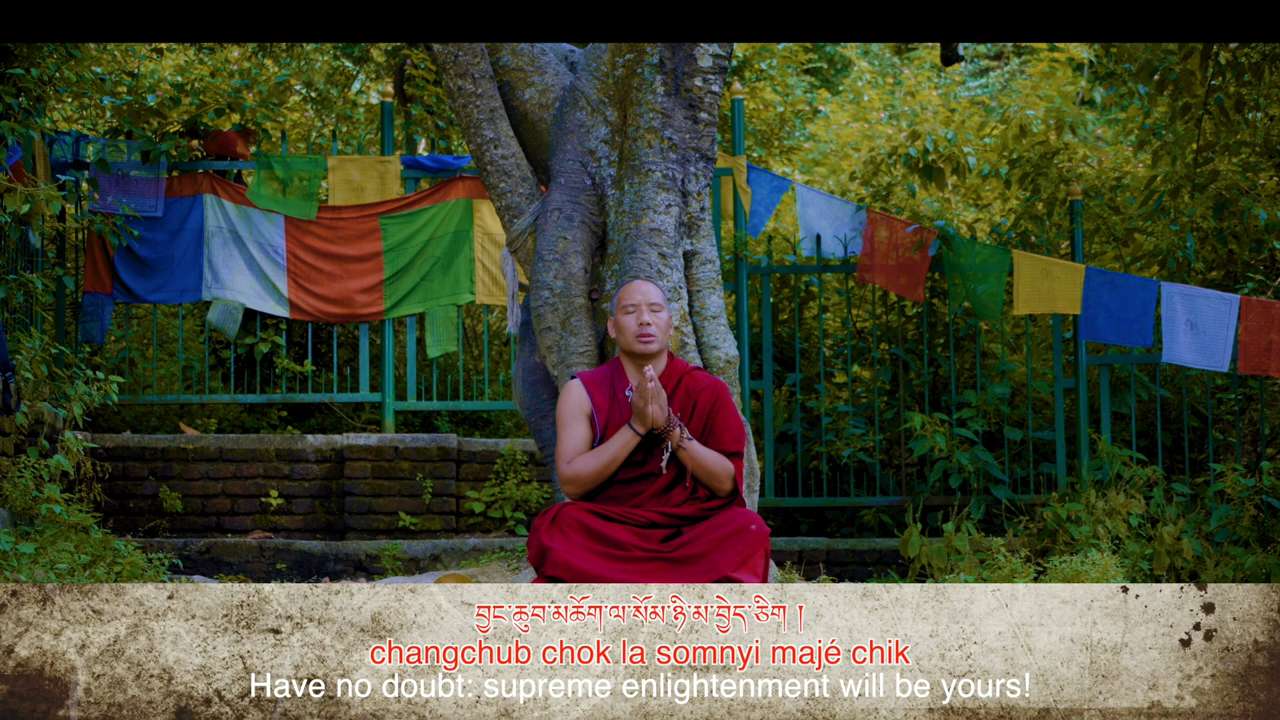 བྱང་ཆུབ་མཆོག་ལ་སོམ་ཉི་མ་བྱེད་ཅིག །
changchub chok la somnyi majé chik
Have no doubt: supreme enlightenment will be yours!